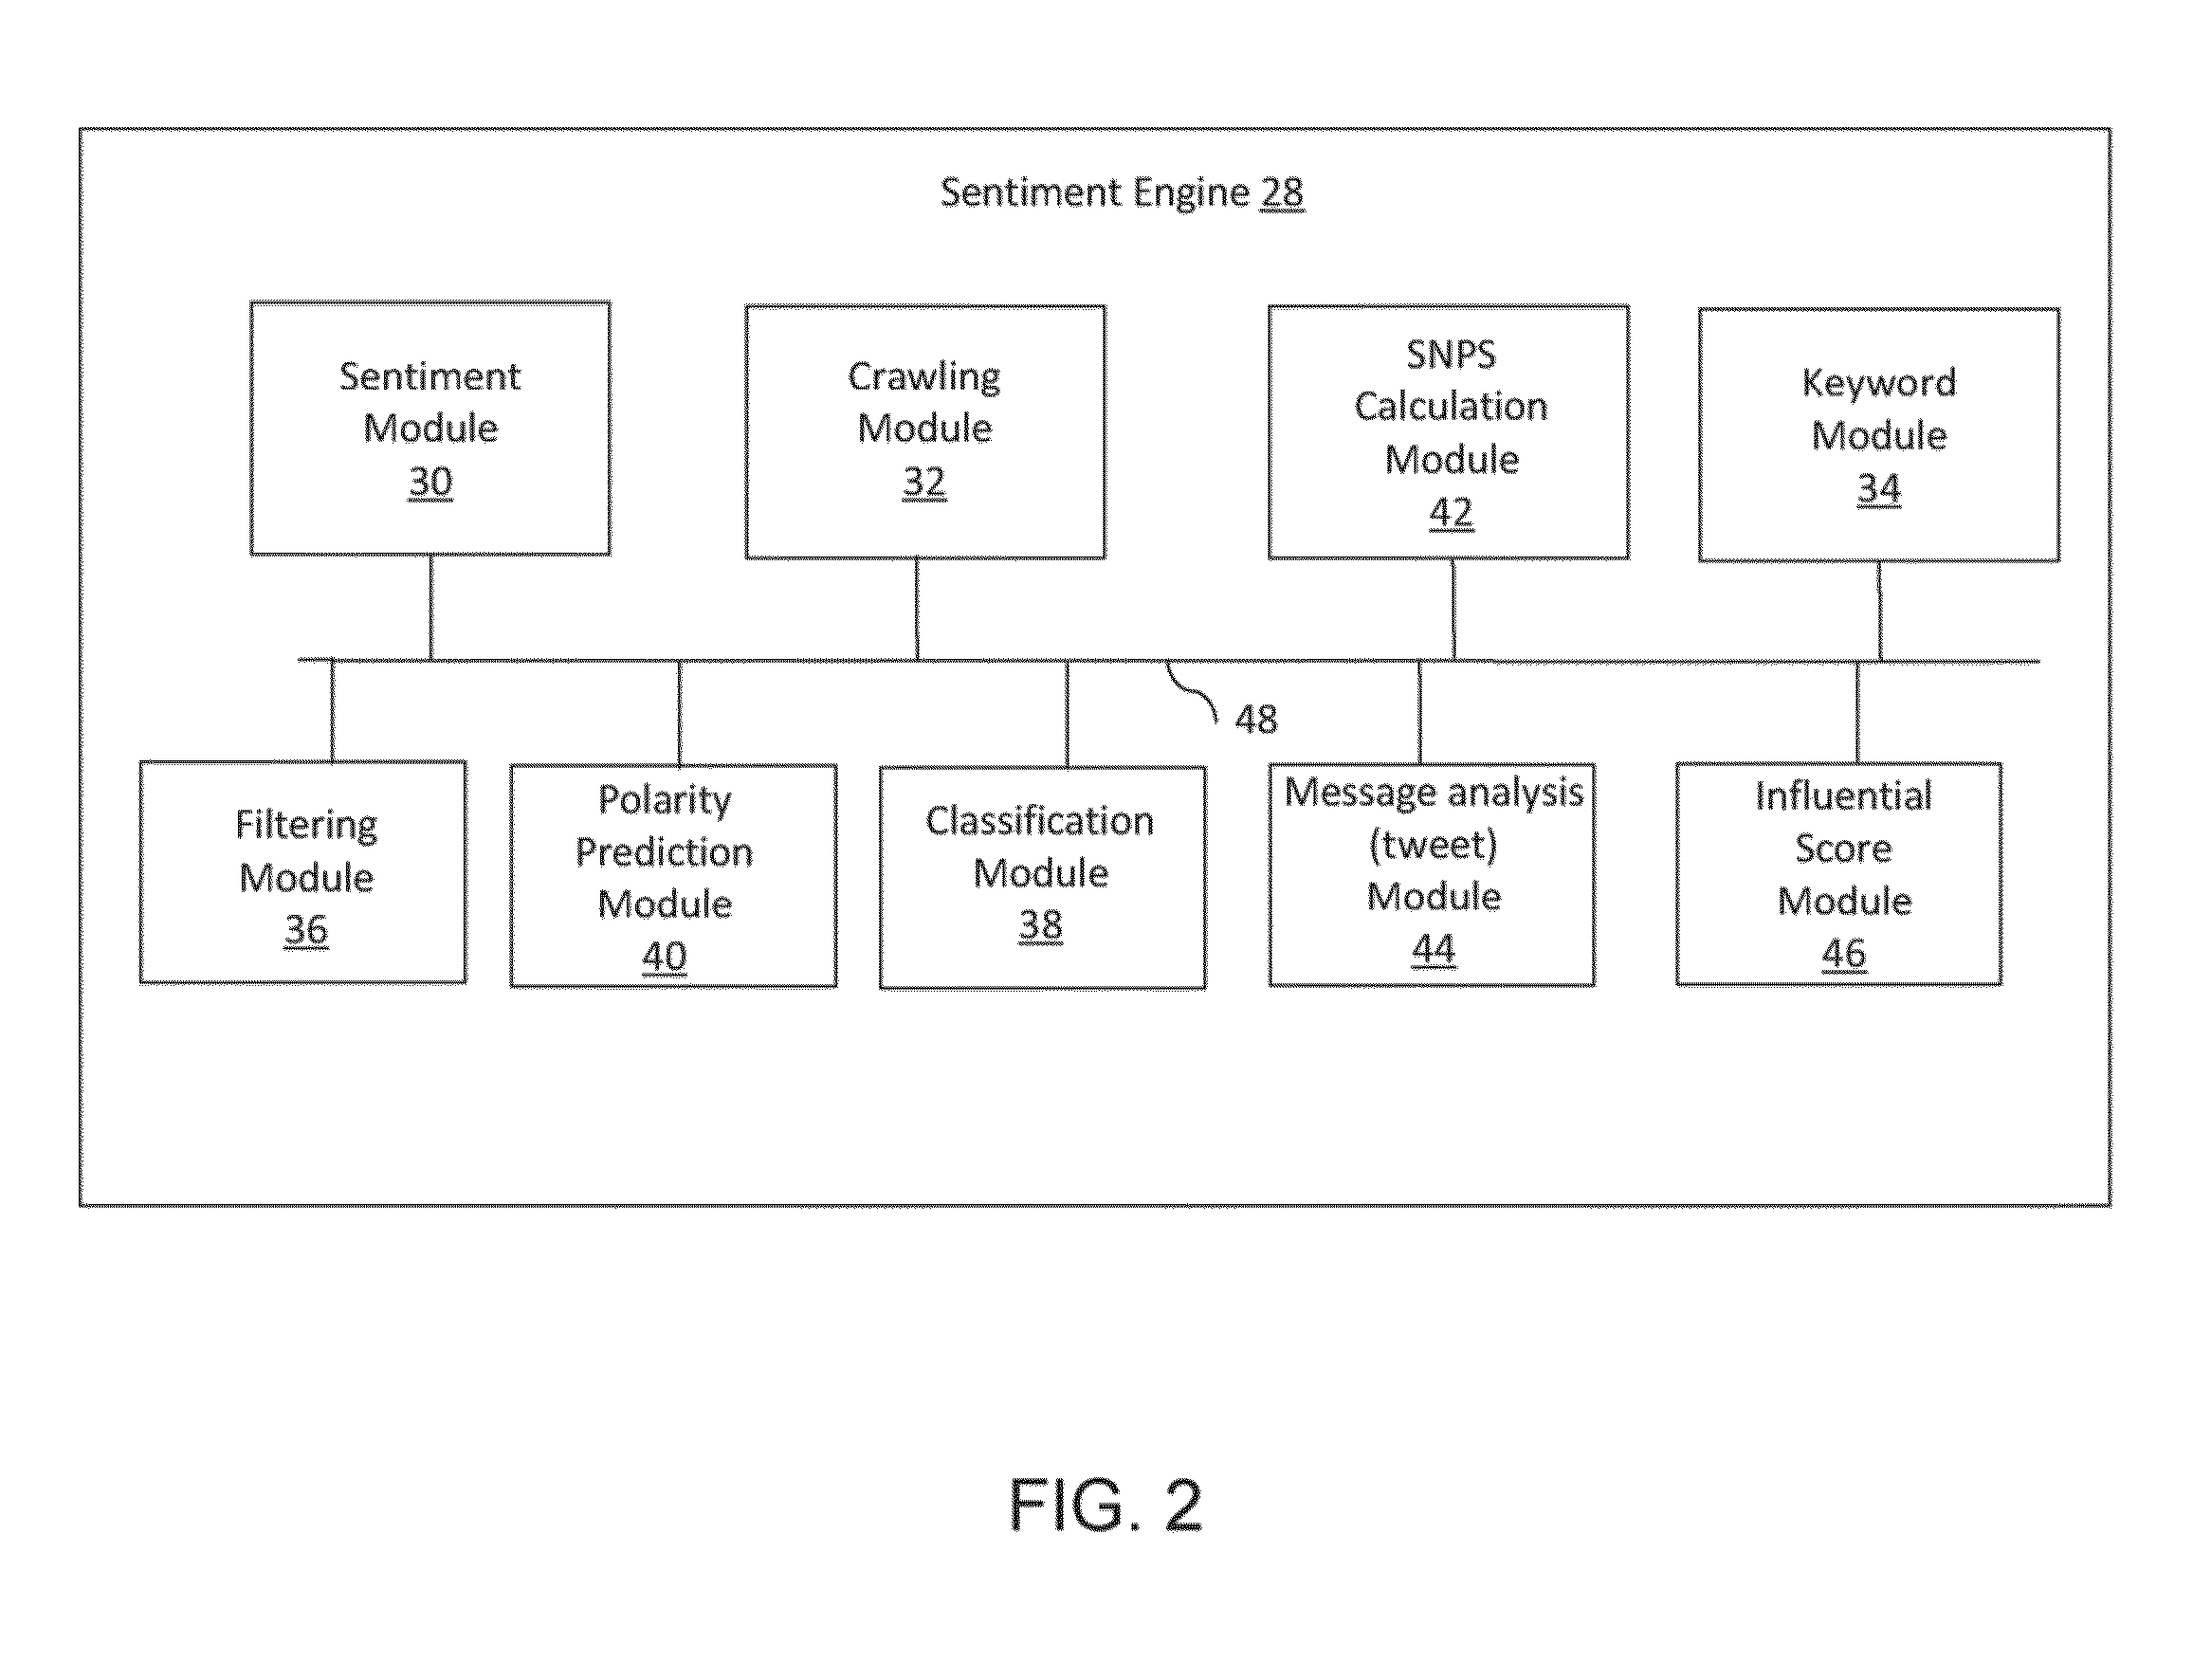 Sentiment Engine 28
Sentiment
Module
30
Crawling
Module
32
SNPS
Calculation
Module
42
Keyword
Module
34
48
Filtering
Module
36
Polarity
Prediction
Module
40
Classification
Module
38
Message analysis
(tweet)
Module
44
Influential
Score
Module
46
FIG. 2